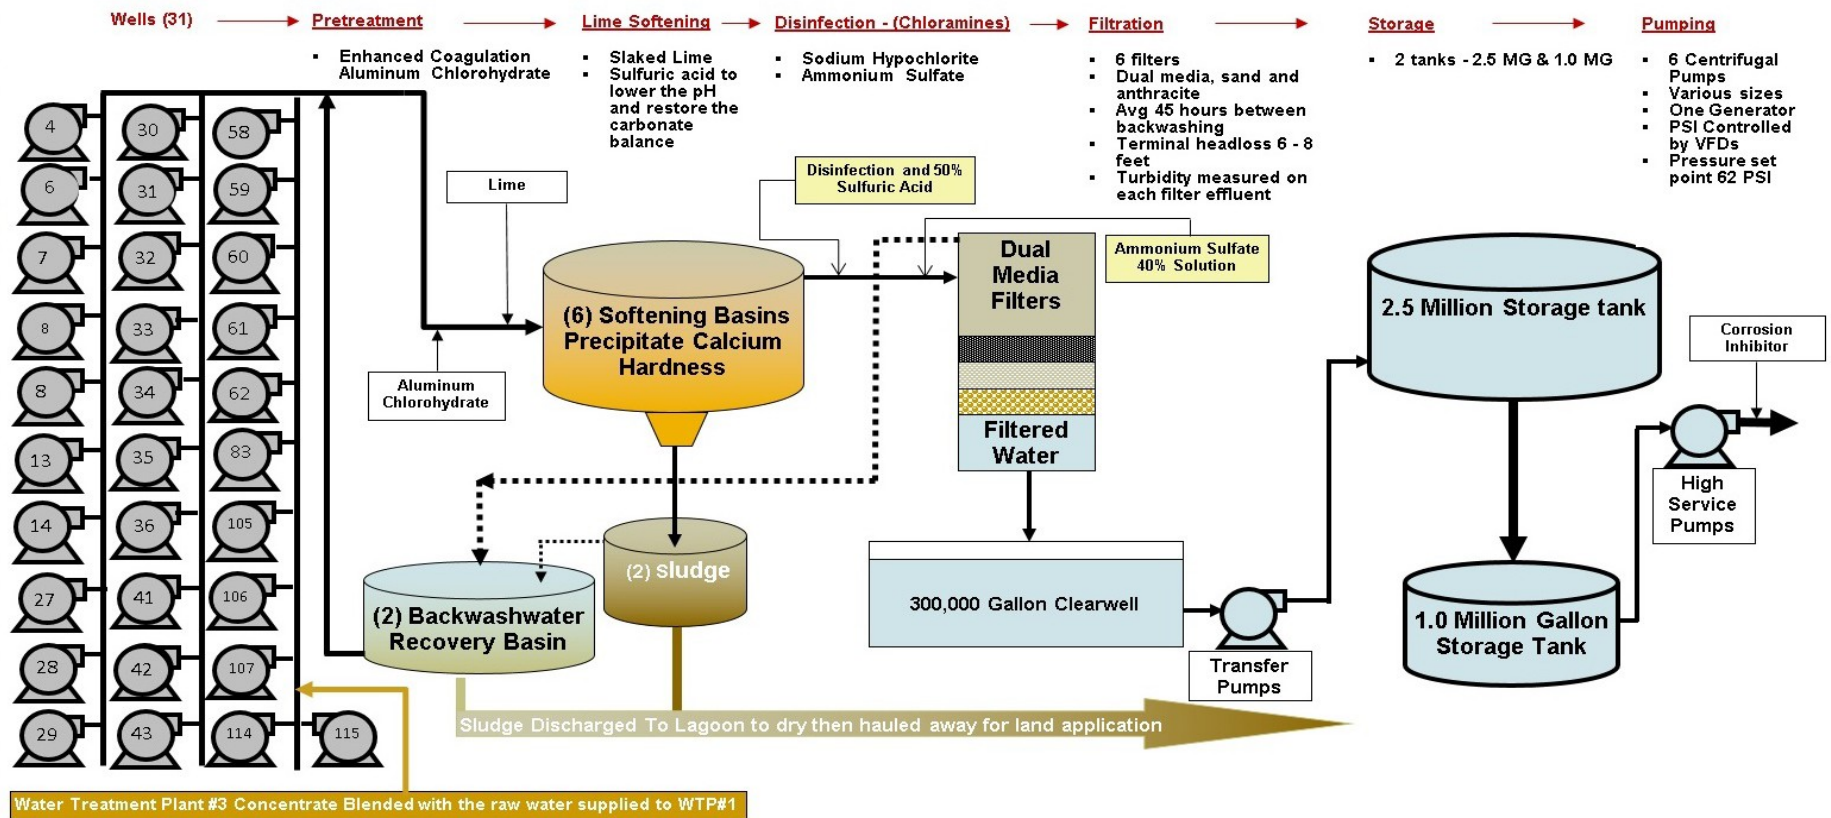 Wells (31)
Pretreatment
Lime Softening
Disinfection - (Chloramines)
Filtration
Storage
Pumping
▪ Enhanced Coagulation
Aluminum Chlorohydrate
▪ Slaked Lime
▪ Sulfuric acid to
lower the pH
and restore the
carbonate
balance
▪ Sodium Hypochlorite
▪ Ammonium Sulfate
▪ 6 filters
▪ Dual media, sand and
anthracite
▪ Avg 45 hours between
backwashing
▪ Terminal headloss 6 - 8
feet
▪ Turbidity measured on
each filter effluent
▪ 2 tanks - 2.5 MG & 1.0 MG
▪ 6 Centrifugal
Pumps
▪ Various sizes
▪ One Generator
▪ PSI Controlled
by VFDs
▪ Pressure set
point 62 PSI
4
30
58
6
31
59
7
32
60
8
33
61
8
34
62
13
35
83
14
36
105
27
41
106
28
42
107
29
43
114
115
Lime
Aluminum
Chlorohydrate
Disinfection and 50%
Sulfuric Acid
Ammonium Sulfate
40% Solution
(6) Softening Basins
Precipitate Calcium
Hardness
Dual
Media
Filters
Filtered
Water
(2) Sludge
(2) Backwashwater
Recovery Basin
300,000 Gallon Clearwell
Transfer
Pumps
2.5 Million Storage tank
1.0 Million Gallon
Storage Tank
Corrosion
Inhibitor
High
Service
Pumps
Sludge Discharged To Lagoon to dry then hauled away for land application
Water Treatment Plant #3 Concentrate Blended with the raw water supplied to WTP#1